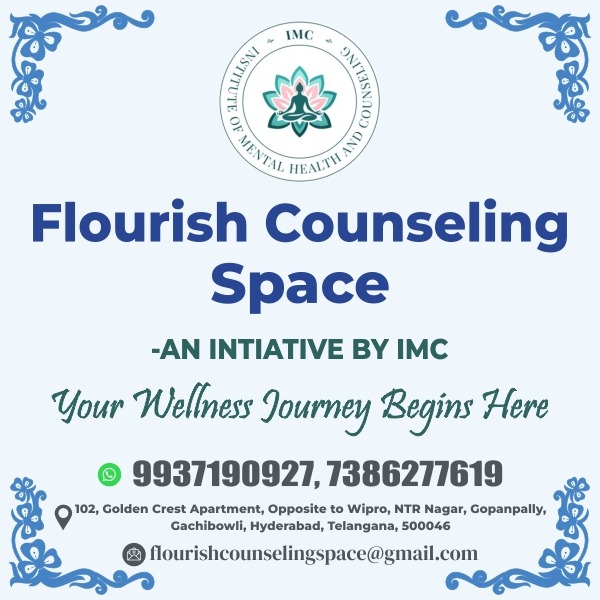 IMC
INSTITUTE OF MENTAL HEALTH AND COUNSELING
Flourish Counseling
Space
-AN INTIATIVE BY IMC
Your Wellness Journey Begins Here
9937190927, 7386277619
102, Golden Crest Apartment, Opposite to Wipro, NTR Nagar, Gopanpally,
Gachibowli, Hyderabad, Telangana, 500046
flourishcounselingspace@gmail.com